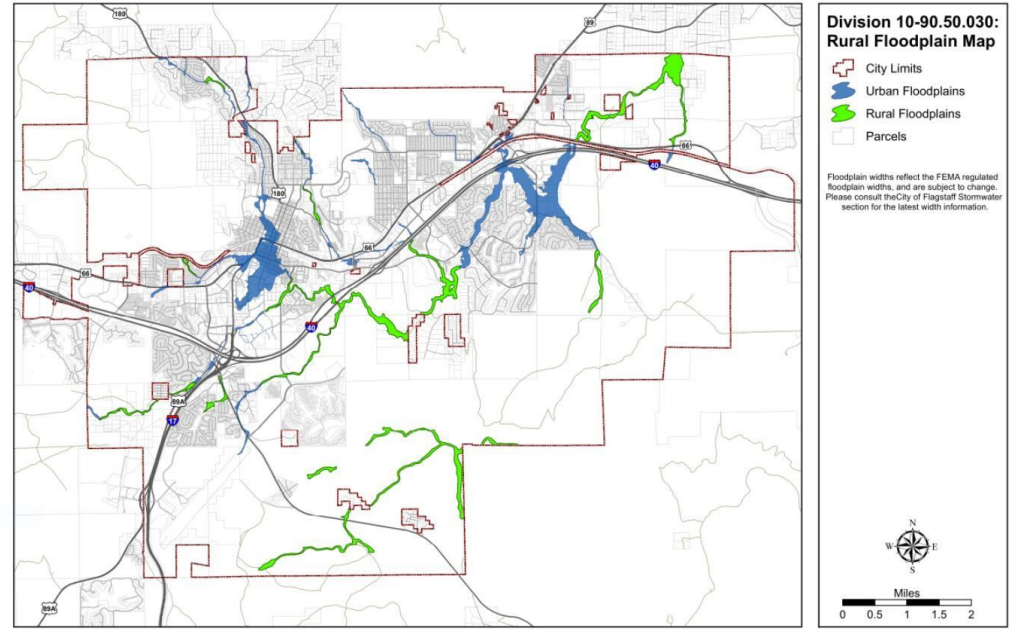 Division 10-90.50.030:
Rural Floodplain Map
City Limits
Urban Floodplains
Rural Floodplains
Parcels
Floodplain widths reflect the FEMA regulated
floodplain widths, and are subject to change.
Please consult theCity of Flagstaff Stormwater
section for the latest width information.
N
W E
S
Miles
0 0.5 1 1.5 2
180
89
66
40
180
66
66
40
40
89A
17
89A